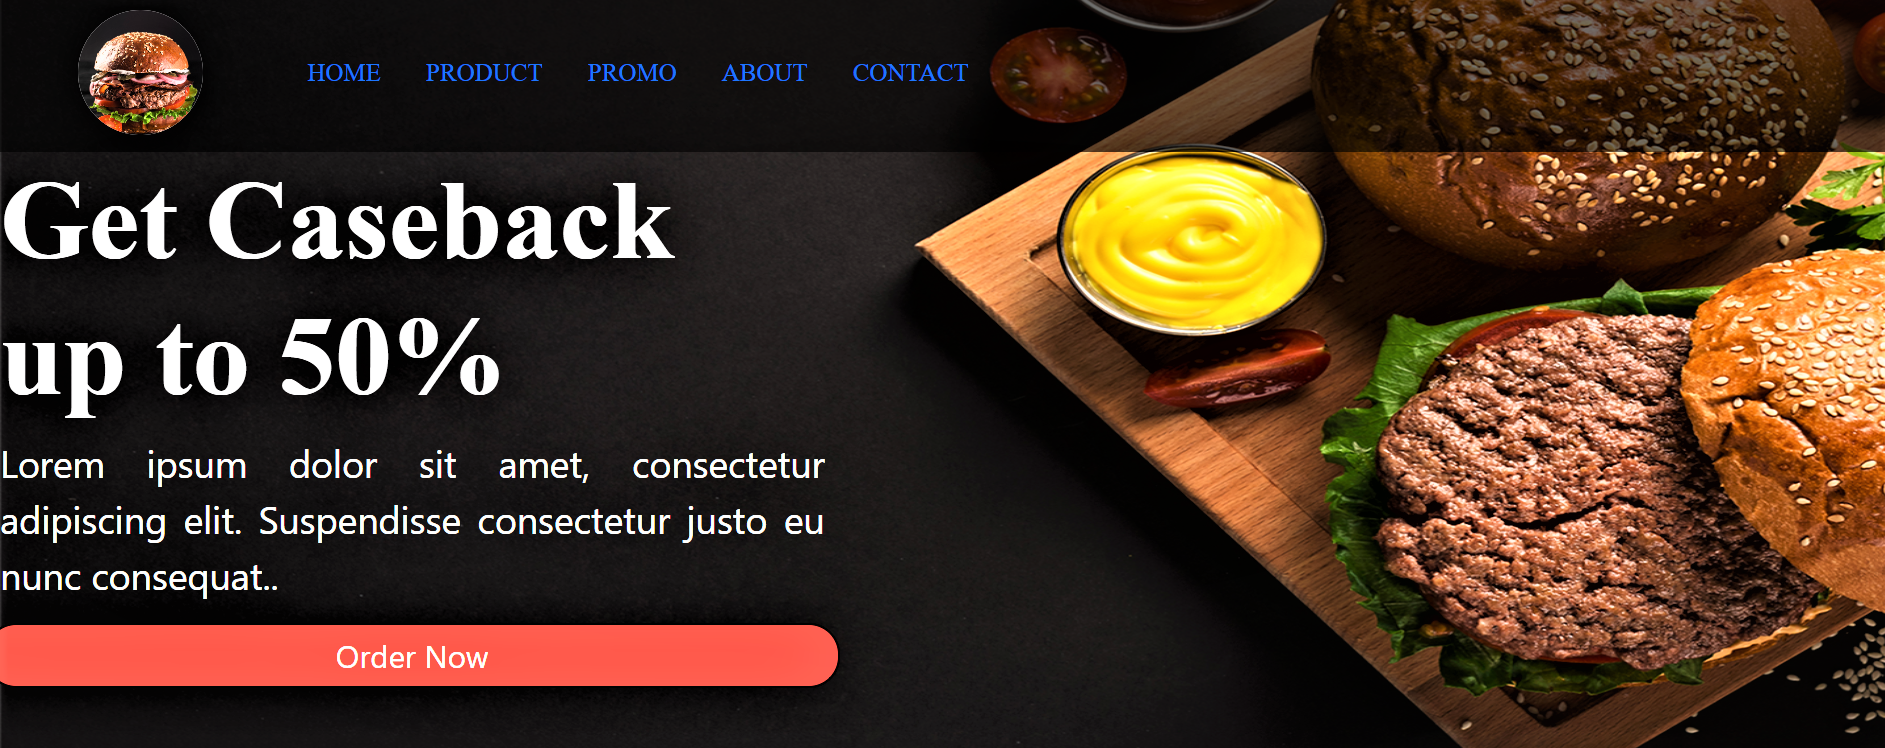 HOME PRODUCT PROMO ABOUT CONTACT
Get Caseback
up to 50%
Lorem ipsum dolor sit amet, consectetur
adipiscing elit. Suspendisse consectetur justo eu
nunc consequat..
Order Now